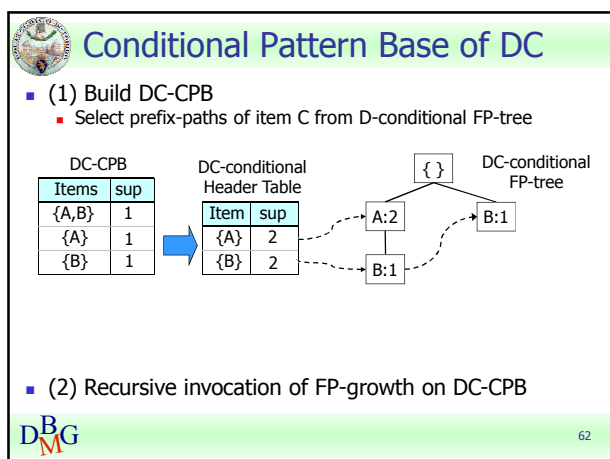 Conditional Pattern Base of DC
(1) Build DC-CPB
Select prefix-paths of item C from D-conditional FP-tree
DC-CPB
Items sup
{A,B} 1
{A} 1
{B} 1
DC-conditional
Header Table
Item sup
{A} 2
{B} 2
{ }
A:2
B:1
B:1
DC-conditional
FP-tree
(2) Recursive invocation of FP-growth on DC-CPB
DBMG
62